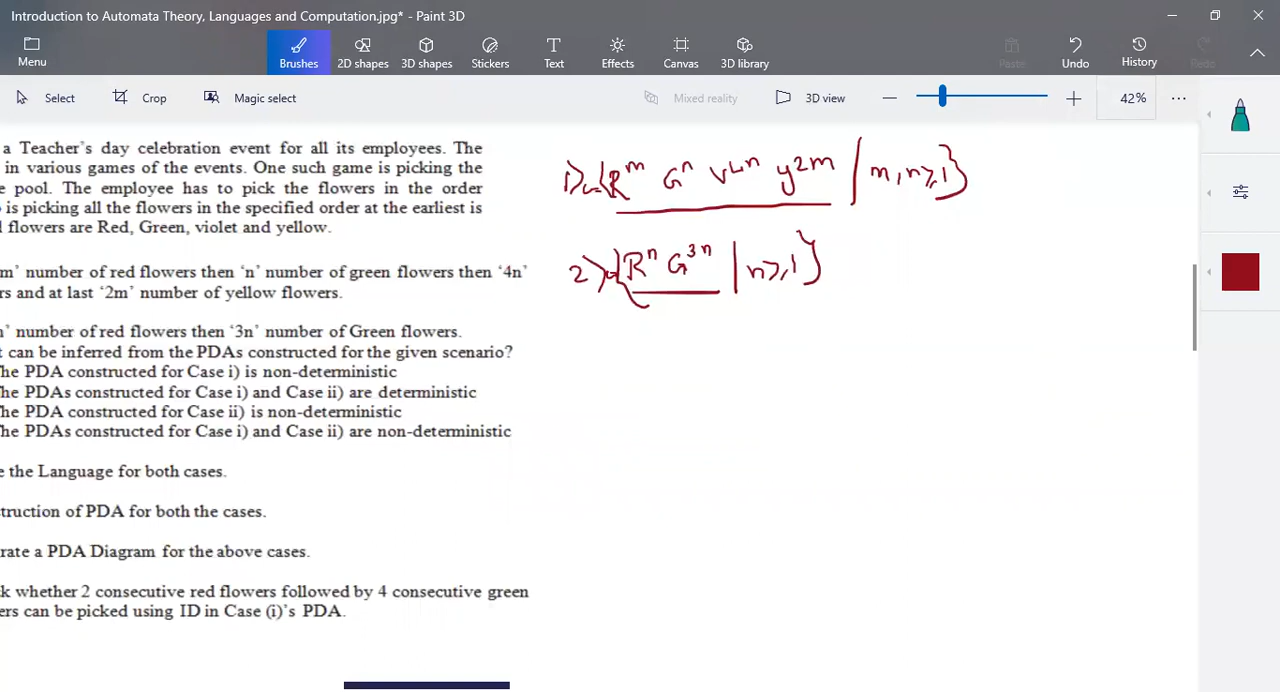 Introduction to Automata Theory, Languages and Computation.jpg* - Paint 3D
Menu
Brushes
2D shapes
3D shapes
Stickers
Text
Effects
Canvas
3D library
Paste
Undo
History
Redo
Select
Crop
Magic select
Mixed reality
3D view
42%
a Teacher's day celebration event for all its employees. The
in various games of the events. One such game is picking the
e pool. The employee has to pick the flowers in the order
is picking all the flowers in the specified order at the earliest is
l flowers are Red, Green, violet and yellow.
m' number of red flowers then 'n' number of green flowers then '4n'
rs and at last '2m' number of yellow flowers.
n' number of red flowers then '3n' number of Green flowers.
t can be inferred from the PDAs constructed for the given scenario?
he PDA constructed for Case i) is non-deterministic
he PDAs constructed for Case i) and Case ii) are deterministic
he PDA constructed for Case ii) is non-deterministic
he PDAs constructed for Case i) and Case ii) are non-deterministic
e the Language for both cases.
truction of PDA for both the cases.
rate a PDA Diagram for the above cases.
k whether 2 consecutive red flowers followed by 4 consecutive green
ers can be picked using ID in Case (i)'s PDA.
{R^m G^n v^4n y^2m | m, n ≥ 1}
{R^n G^3n | n ≥ 1}